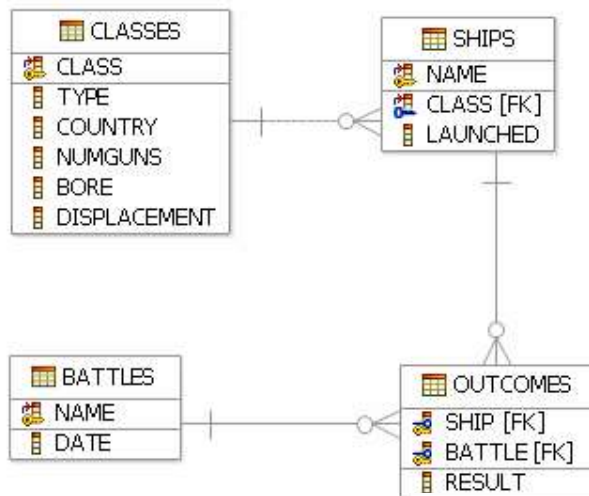 CLASSES
CLASS
TYPE
COUNTRY
NUMGUNS
BORE
DISPLACEMENT
SHIPS
NAME
CLASS [FK]
LAUNCHED
BATTLES
NAME
DATE
OUTCOMES
SHIP [FK]
BATTLE [FK]
RESULT